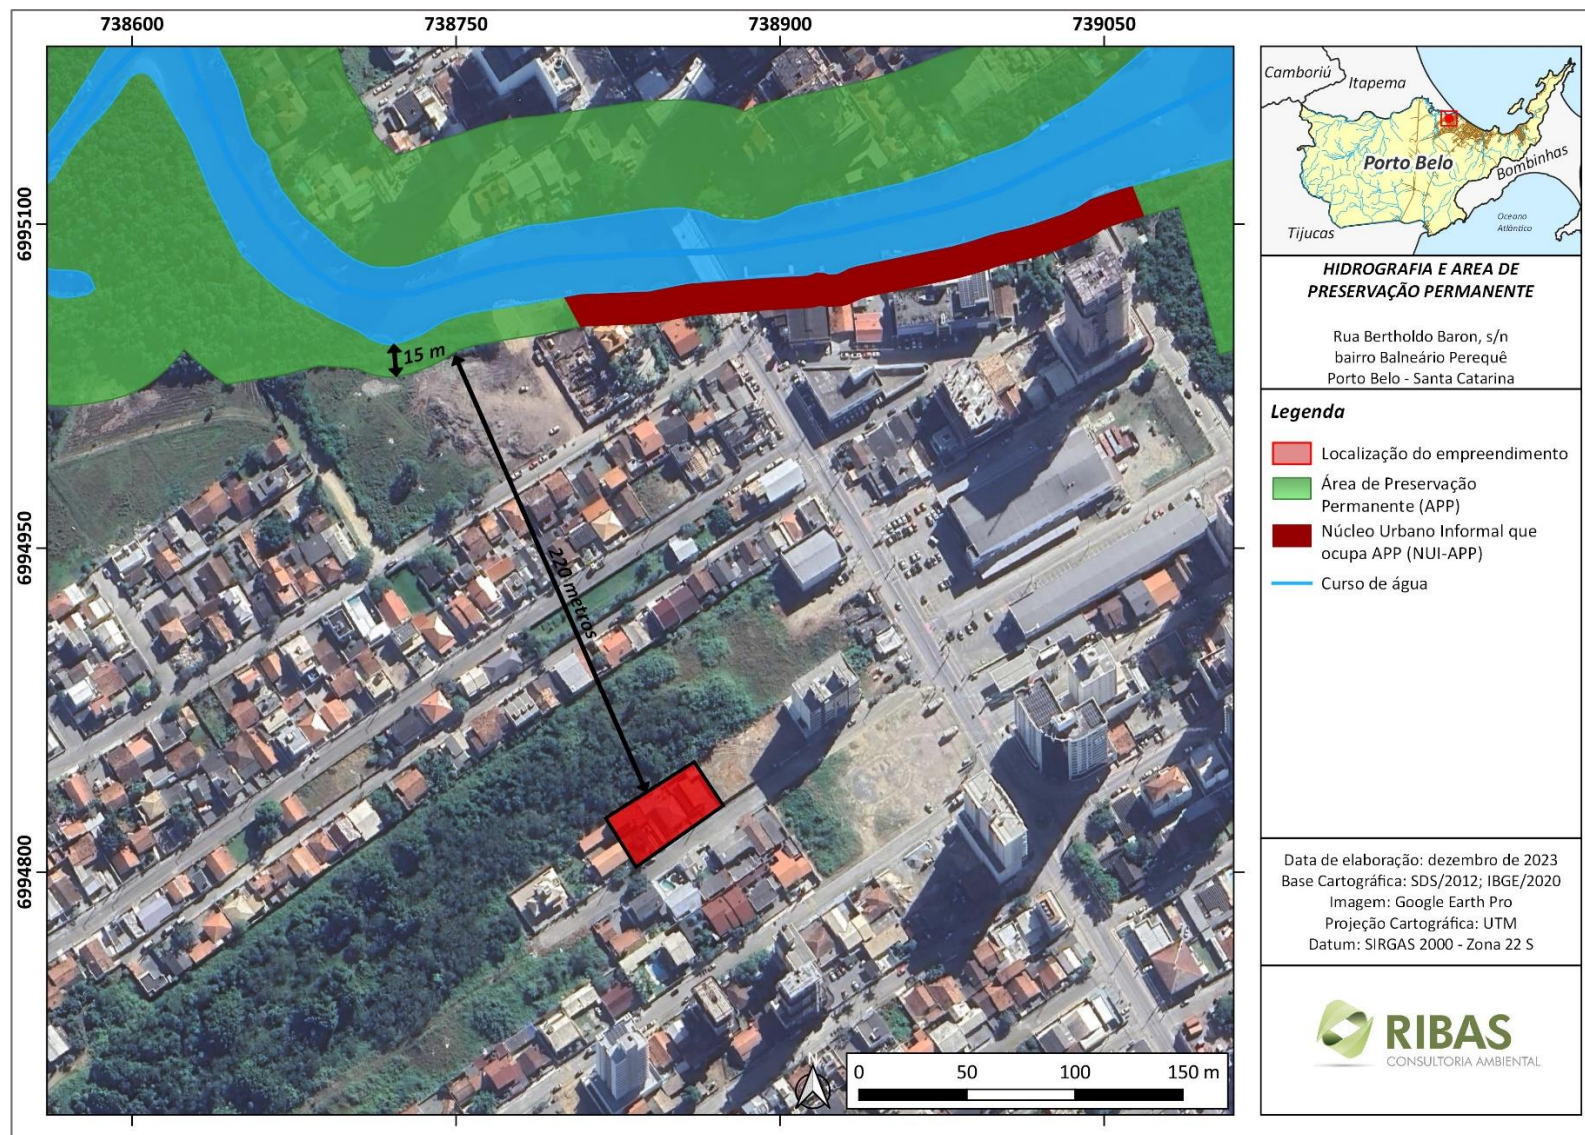 738600
738750
738900
739050
6995100
6994950
6994800
15 m
220 metros
0
50
100
150 m
Camboriú
Itapema
Porto Belo
Bombinhas
Tijucas
Oceano
Atlântico
HIDROGRAFIA E AREA DE
PRESERVAÇÃO PERMANENTE
Rua Bertholdo Baron, s/n
bairro Balneário Perequê
Porto Belo - Santa Catarina
Legenda
Localização do empreendimento
Área de Preservação
Permanente (APP)
Núcleo Urbano Informal que
ocupa APP (NUI-APP)
Curso de água
Data de elaboração: dezembro de 2023
Base Cartográfica: SDS/2012; IBGE/2020
Imagem: Google Earth Pro
Projeção Cartográfica: UTM
Datum: SIRGAS 2000 - Zona 22 S
RIBAS
CONSULTORIA AMBIENTAL